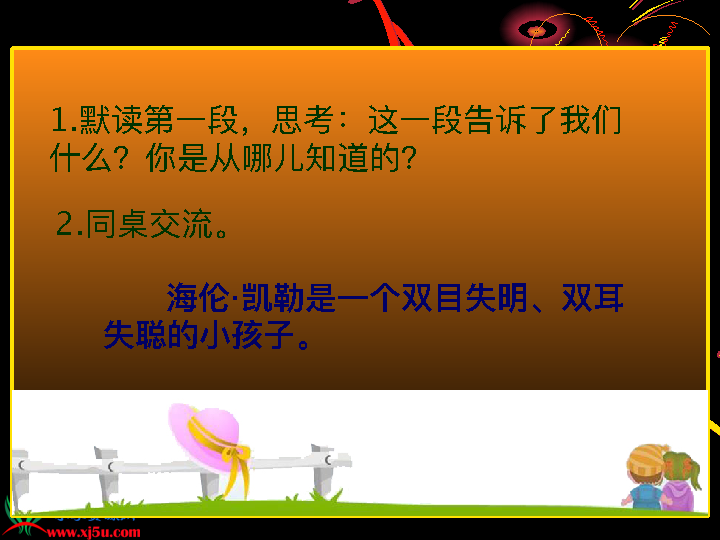 1.默读第一段，思考：这一段告诉了我们
什么？你是从哪儿知道的？
2.同桌交流。
海伦·凯勒是一个双目失明、双耳
失聪的小孩子。
www.xj5u.com